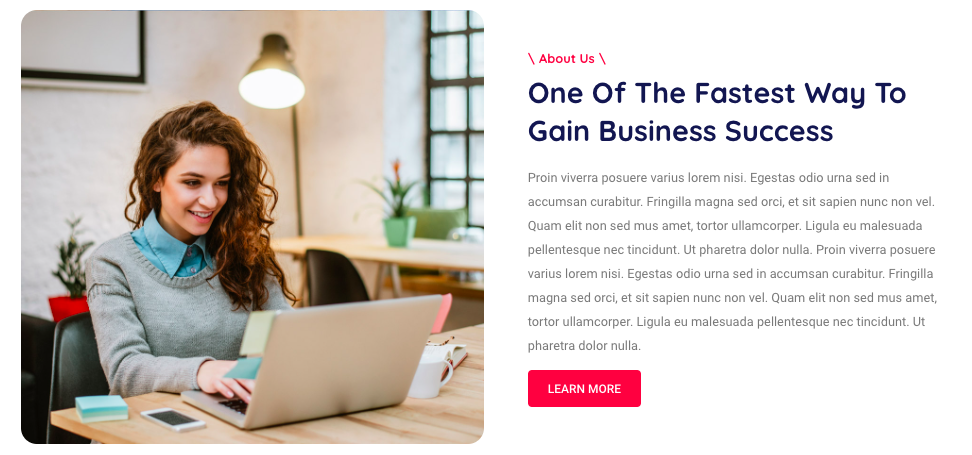 \ About Us \
One Of The Fastest Way To
Gain Business Success
Proin viverra posuere varius lorem nisi. Egestas odio urna sed in
accumsan curabitur. Fringilla magna sed orci, et sit sapien nunc non vel.
Quam elit non sed mus amet, tortor ullamcorper. Ligula eu malesuada
pellentesque nec tincidunt. Ut pharetra dolor nulla. Proin viverra posuere
varius lorem nisi. Egestas odio urna sed in accumsan curabitur. Fringilla
magna sed orci, et sit sapien nunc non vel. Quam elit non sed mus amet,
tortor ullamcorper. Ligula eu malesuada pellentesque nec tincidunt. Ut
pharetra dolor nulla.
LEARN MORE